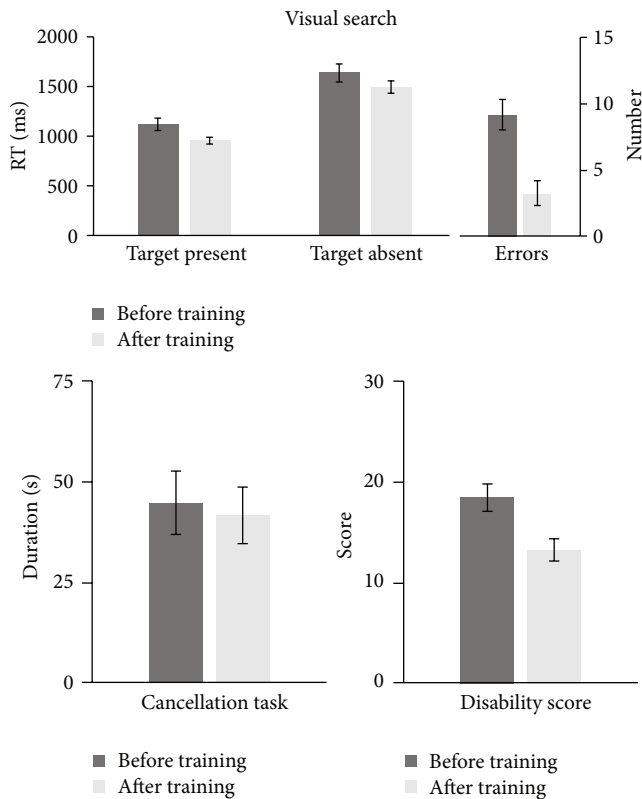 Visual search
2000
1500
1000
500
0
RT (ms)
15
10
5
0
Number
Target present
Target absent
Errors
Before training
After training
75
50
25
0
Duration (s)
Cancellation task
Before training
After training
30
20
10
0
Score
Disability score
Before training
After training